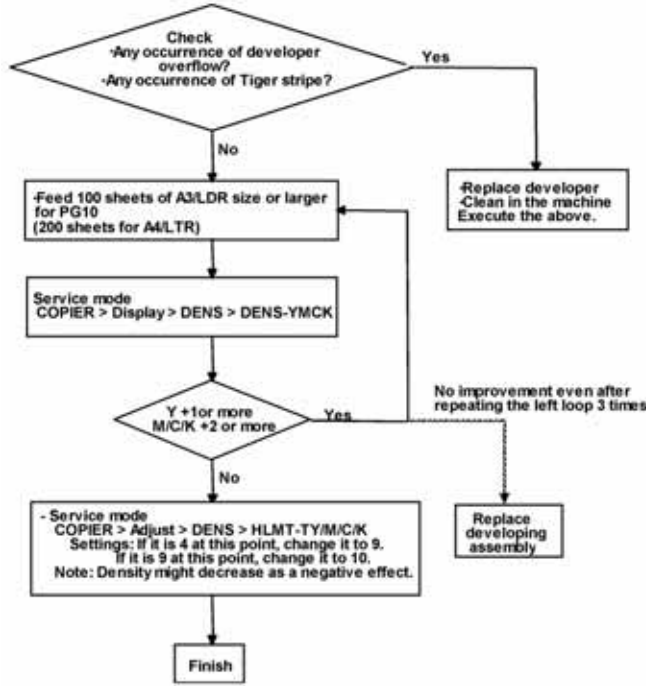 Check
·Any occurrence of developer
overflow?
·Any occurrence of Tiger stripe?
Yes
No
·Feed 100 sheets of A3/LDR size or larger
for PG10
(200 sheets for A4/LTR)
·Replace developer
·Clean in the machine
Execute the above.
Service mode
COPIER > Display > DENS > DENS-YMCK
Y +1or more
M/C/K +2 or more
Yes
No improvement even after
repeating the left loop 3 times
No
- Service mode
COPIER > Adjust > DENS > HLMT-TY/M/C/K
Settings: If it is 4 at this point, change it to 9.
If it is 9 at this point, change it to 10.
Note: Density might decrease as a negative effect.
Replace
developing
assembly
Finish